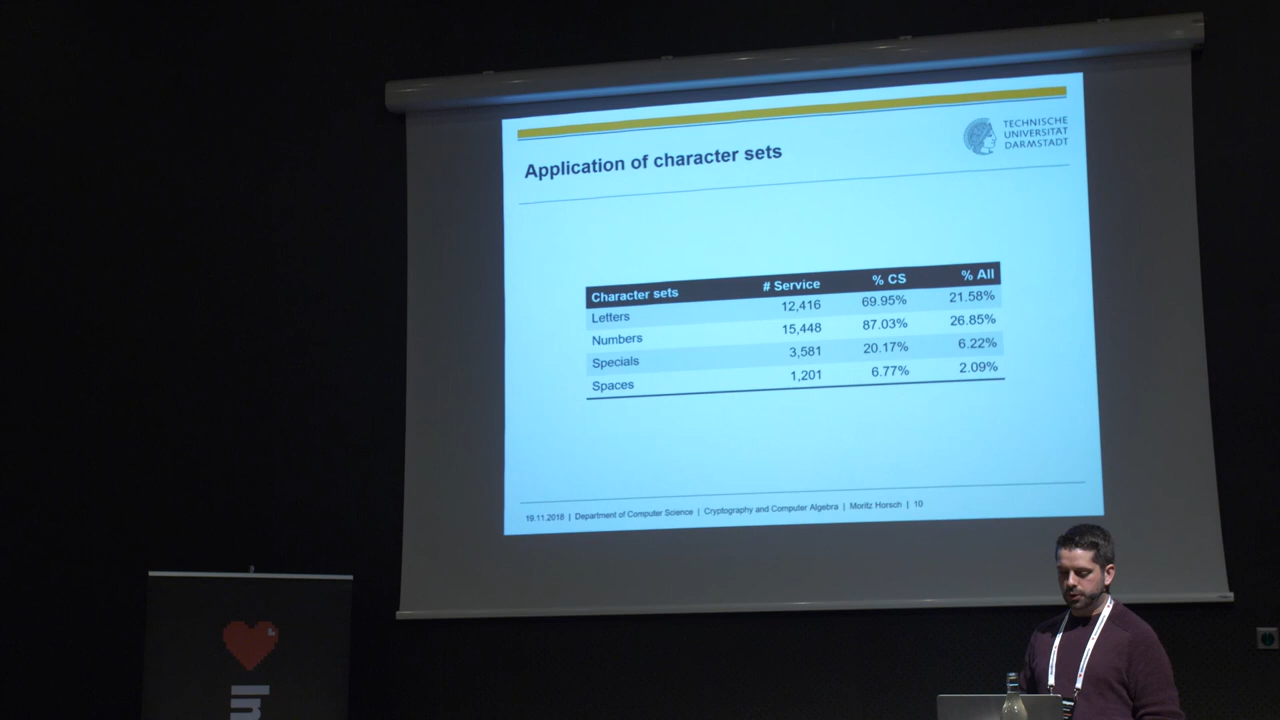 TECHNISCHE
UNIVERSITÄT
DARMSTADT
Application of character sets
Character sets # Service % CS % All
Letters 12,416 69.95% 21.58%
Numbers 15,448 87.03% 26.85%
Specials 3,581 20.17% 6.22%
Spaces 1,201 6.77% 2.09%
19.11.2018 | Department of Computer Science | Cryptography and Computer Algebra | Moritz Horsch | 10
In